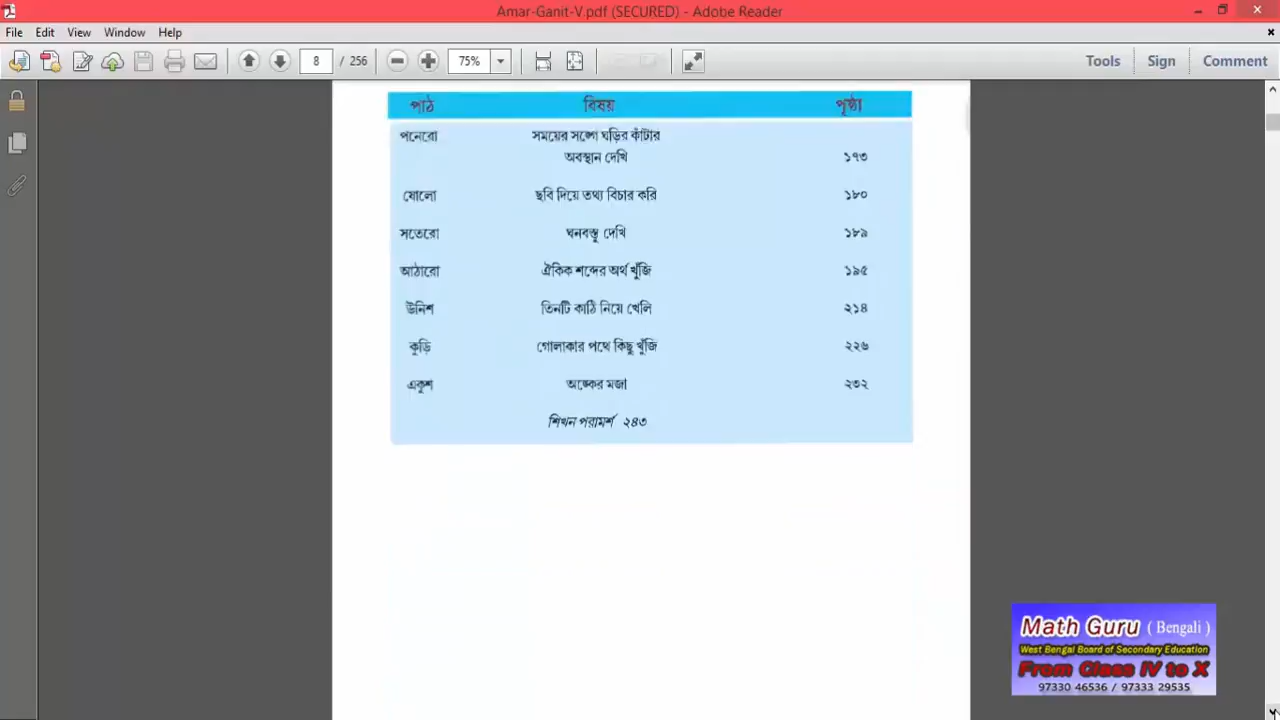 Amar-Ganit-V.pdf (SECURED) - Adobe Reader
File Edit View Window Help
8 / 256 75% Tools Sign Comment
পাঠ বিষয় পৃষ্ঠা
পনেরো সময়ের সঙ্গে ঘড়ির কাঁটার
অবস্থান দেখি ১৭৩
ষোলো ছবি দিয়ে তথ্য বিচার করি ১৮০
সতেরো ঘনবস্তু দেখি ১৮৯
আঠারো ঐকিক শব্দের অর্থ খুঁজি ১৯৫
উনিশ তিনটি কাঠি নিয়ে খেলি ২১৪
কুড়ি গোলাকার পথে কিছু খুঁজি ২২৬
একুশ অঙ্কের মজা ২৩২
শিখন পরামর্শ ২৪৩
Math Guru ( Bengali )
West Bengal Board of Secondary Education
From Class IV to X
97330 46536 / 97333 29535